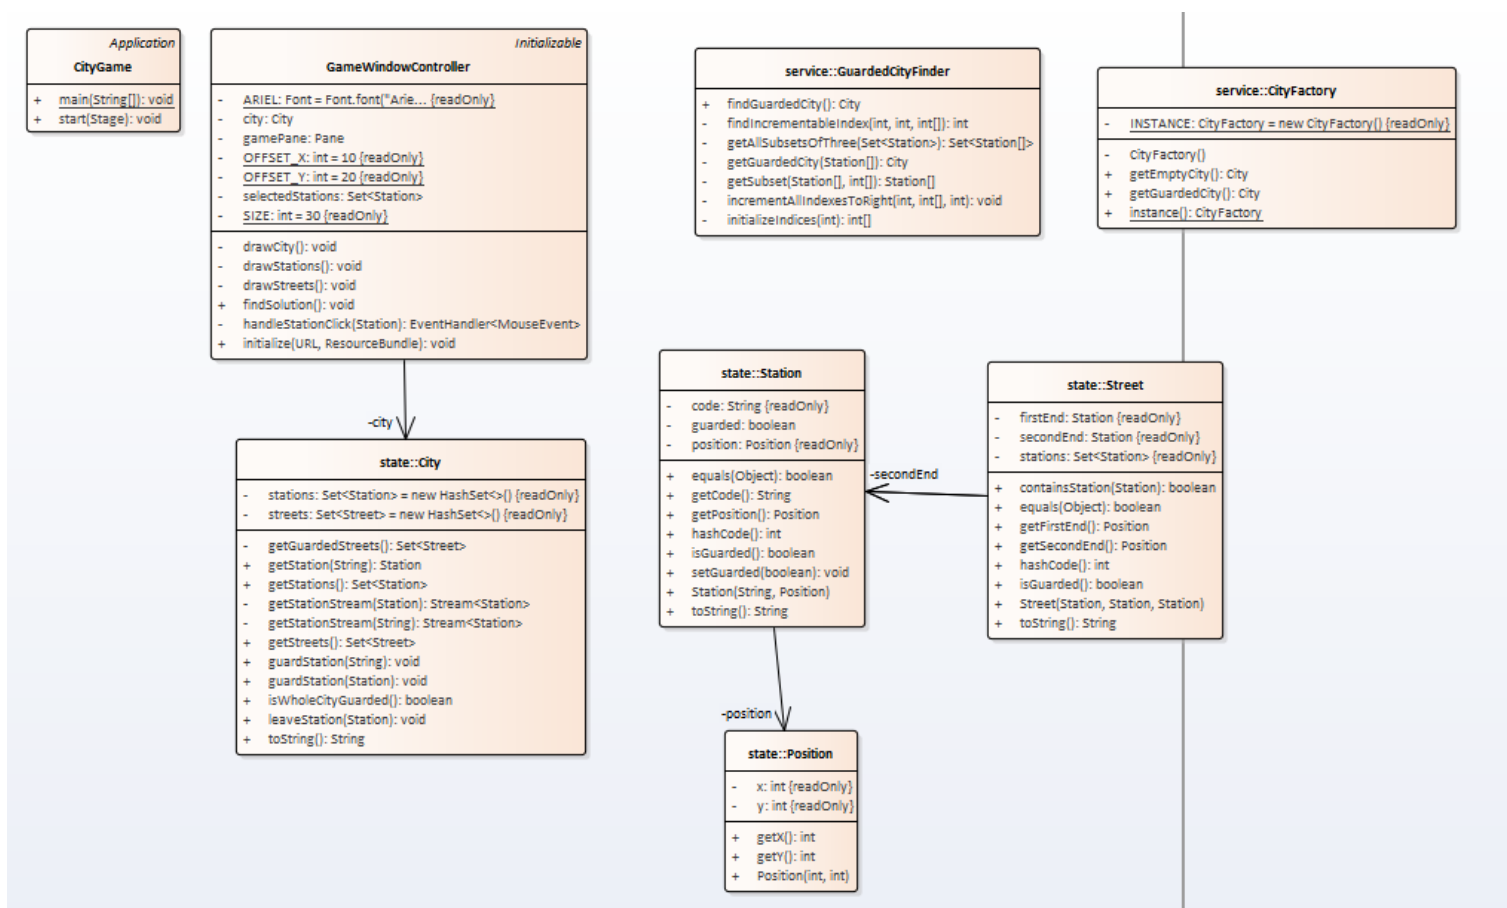 Application
CityGame
+ main(String[]): void
+ start(Stage): void
Initializable
GameWindowController
- ARIEL: Font = Font.font("Arie... {readOnly}
- city: City
- gamePane: Pane
- OFFSET_X: int = 10 {readOnly}
- OFFSET_Y: int = 20 {readOnly}
- selectedStations: Set<Station>
- SIZE: int = 30 {readOnly}
- drawCity(): void
- drawStations(): void
- drawStreets(): void
+ findSolution(): void
- handleStationClick(Station): EventHandler<MouseEvent>
+ initialize(URL, ResourceBundle): void
service::GuardedCityFinder
+ findGuardedCity(): City
- findIncrementableIndex(int, int, int[]): int
- getAllSubsetsOfThree(Set<Station>): Set<Station[]>
- getGuardedCity(Station[]): City
- getSubset(Station[], int[]): Station[]
- incrementAllIndexesToRight(int, int[], int): void
- initializeIndices(int): int[]
service::CityFactory
- INSTANCE: CityFactory = new CityFactory() {readOnly}
- CityFactory()
+ getEmptyCity(): City
+ getGuardedCity(): City
+ instance(): CityFactory
-city
state::City
- stations: Set<Station> = new HashSet<>() {readOnly}
- streets: Set<Street> = new HashSet<>() {readOnly}
- getGuardedStreets(): Set<Street>
+ getStation(String): Station
+ getStations(): Set<Station>
- getStationStream(Station): Stream<Station>
- getStationStream(String): Stream<Station>
+ getStreets(): Set<Street>
+ guardStation(String): void
+ guardStation(Station): void
+ isWholeCityGuarded(): boolean
+ leaveStation(Station): void
+ toString(): String
state::Station
- code: String {readOnly}
- guarded: boolean
- position: Position {readOnly}
+ equals(Object): boolean
+ getCode(): String
+ getPosition(): Position
+ hashCode(): int
+ isGuarded(): boolean
+ setGuarded(boolean): void
+ Station(String, Position)
+ toString(): String
-secondEnd
state::Street
- firstEnd: Station {readOnly}
- secondEnd: Station {readOnly}
- stations: Set<Station> {readOnly}
+ containsStation(Station): boolean
+ equals(Object): boolean
+ getFirstEnd(): Position
+ getSecondEnd(): Position
+ hashCode(): int
+ isGuarded(): boolean
+ Street(Station, Station, Station)
+ toString(): String
-position
state::Position
- x: int {readOnly}
- y: int {readOnly}
+ getX(): int
+ getY(): int
+ Position(int, int)